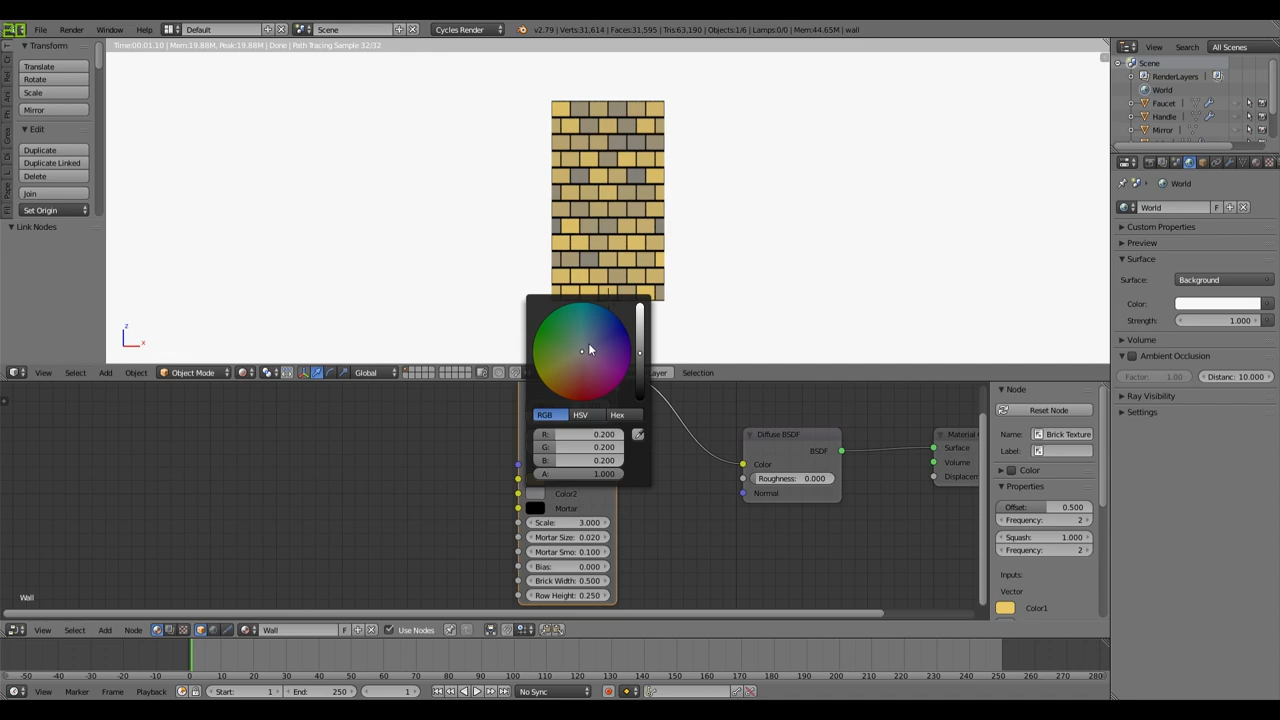 File Render Window Help Default Scene Cycles Render v2.79 | Verts:31,614 | Faces:31,595 | Tris:63,190 | Objects:1/6 | Lamps:0/0 | Mem:44.65M | wall
Time:00:01.10 | Mem:19.88M, Peak:19.88M | Done | Path Tracing Sample 32/32
View Search All Scenes
Transform
Translate
Rotate
Scale
Mirror
Edit
Duplicate
Duplicate Linked
Delete
Join
Set Origin
Link Nodes
Scene
RenderLayers
World
Faucet
Handle
Mirror
World
World F
Custom Properties
Preview
Surface
Surface: Background
Color:
Strength: 1.000
Volume
Ambient Occlusion
Factor: 1.00 Distanc: 10.000
Ray Visibility
Settings
z
x
View Select Add Object Object Mode Global Layer Selection
RGB HSV Hex
R: 0.200
G: 0.200
B: 0.200
A: 1.000
Color2
Mortar
Scale: 3.000
Mortar Size: 0.020
Mortar Smo: 0.100
Bias: 0.000
Brick Width: 0.500
Row Height: 0.250
Diffuse BSDF
BSDF
Color
Roughness: 0.000
Normal
Material
Surface
Volume
Displacem
Node
Reset Node
Name: Brick Texture
Label:
Color
Properties
Offset: 0.500
Frequency: 2
Squash: 1.000
Frequency: 2
Inputs:
Vector
Color1
Wall
View Select Add Node Wall F Use Nodes
-50 -40 -30 -20 -10 0 10 20 30 40 50 60 70 80 90 100 110 120 130 140 150 160 170 180 190 200 210 220 230 240 250 260 270 280
View Marker Frame Playback Start: 1 End: 250 1 No Sync